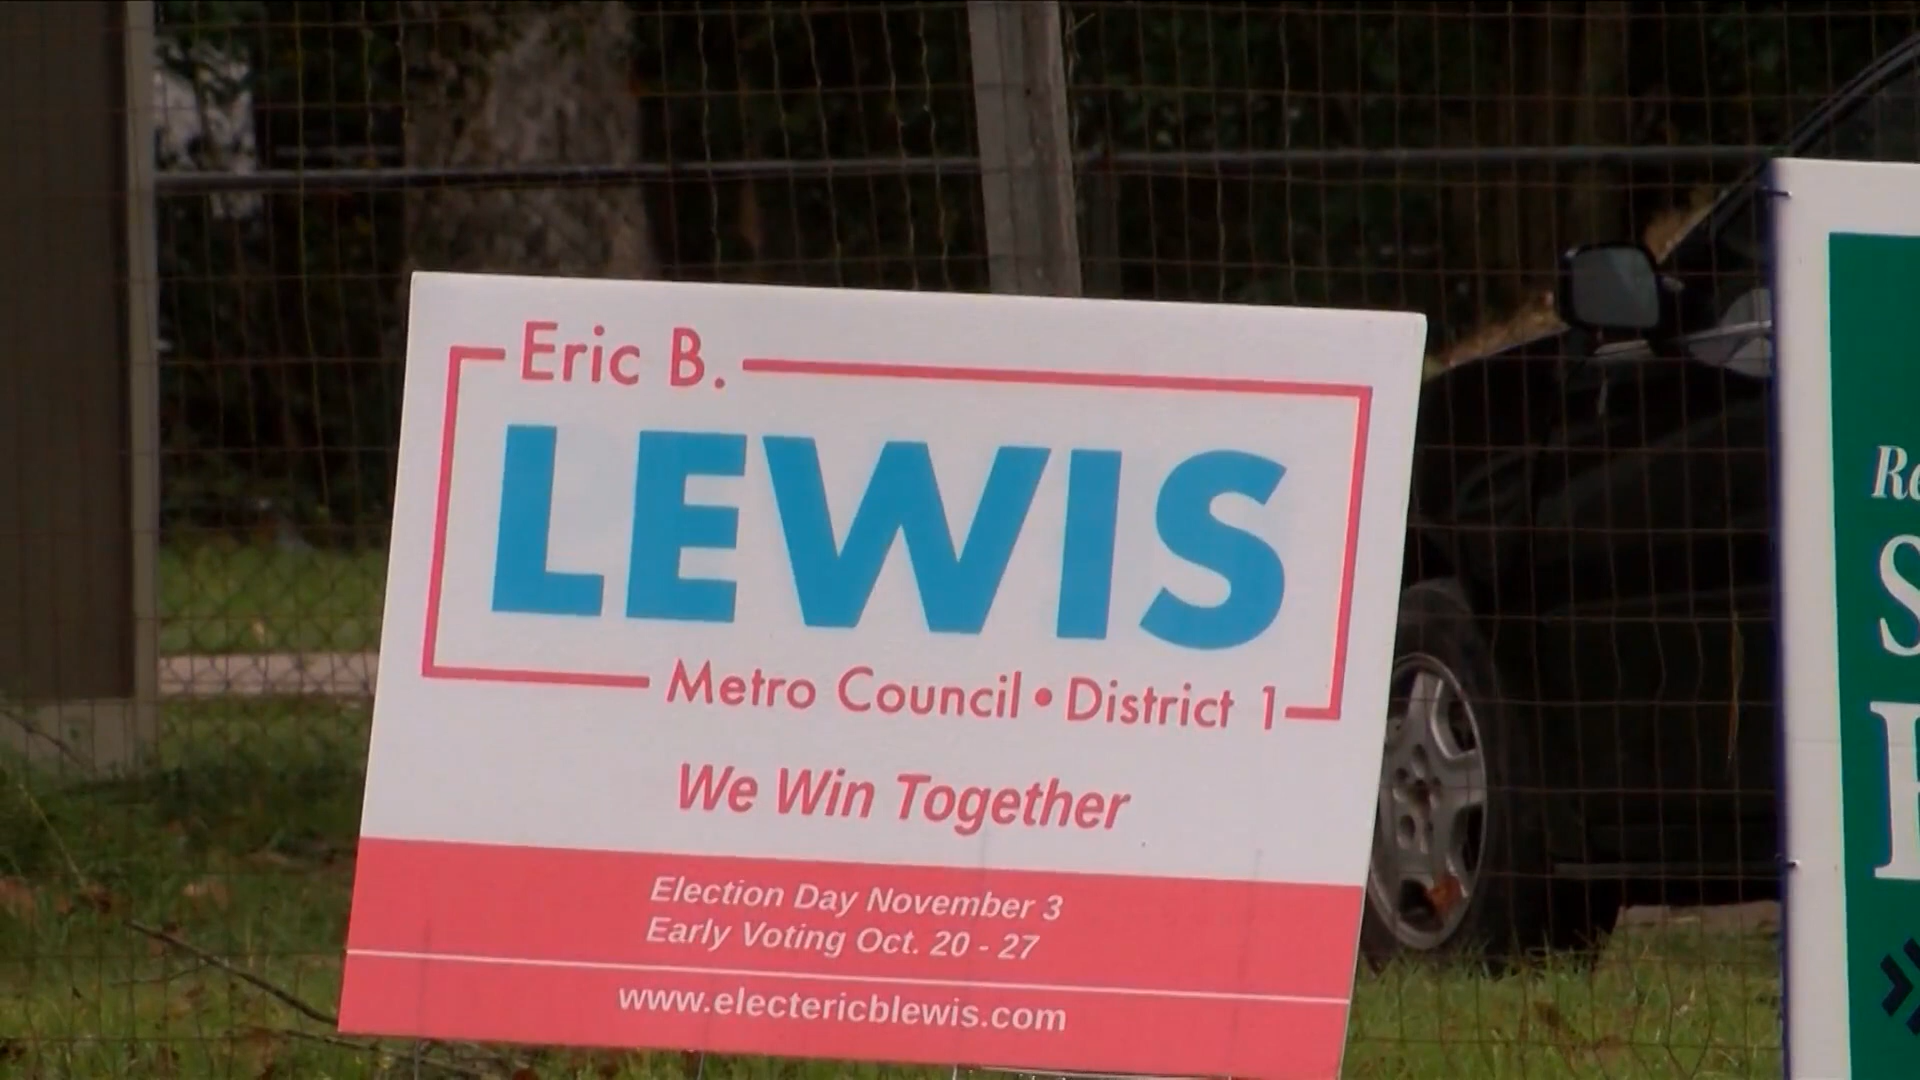 Eric B.
LEWIS
Metro Council • District 1
We Win Together
Election Day November 3
Early Voting Oct. 20 - 27
www.electericblewis.com